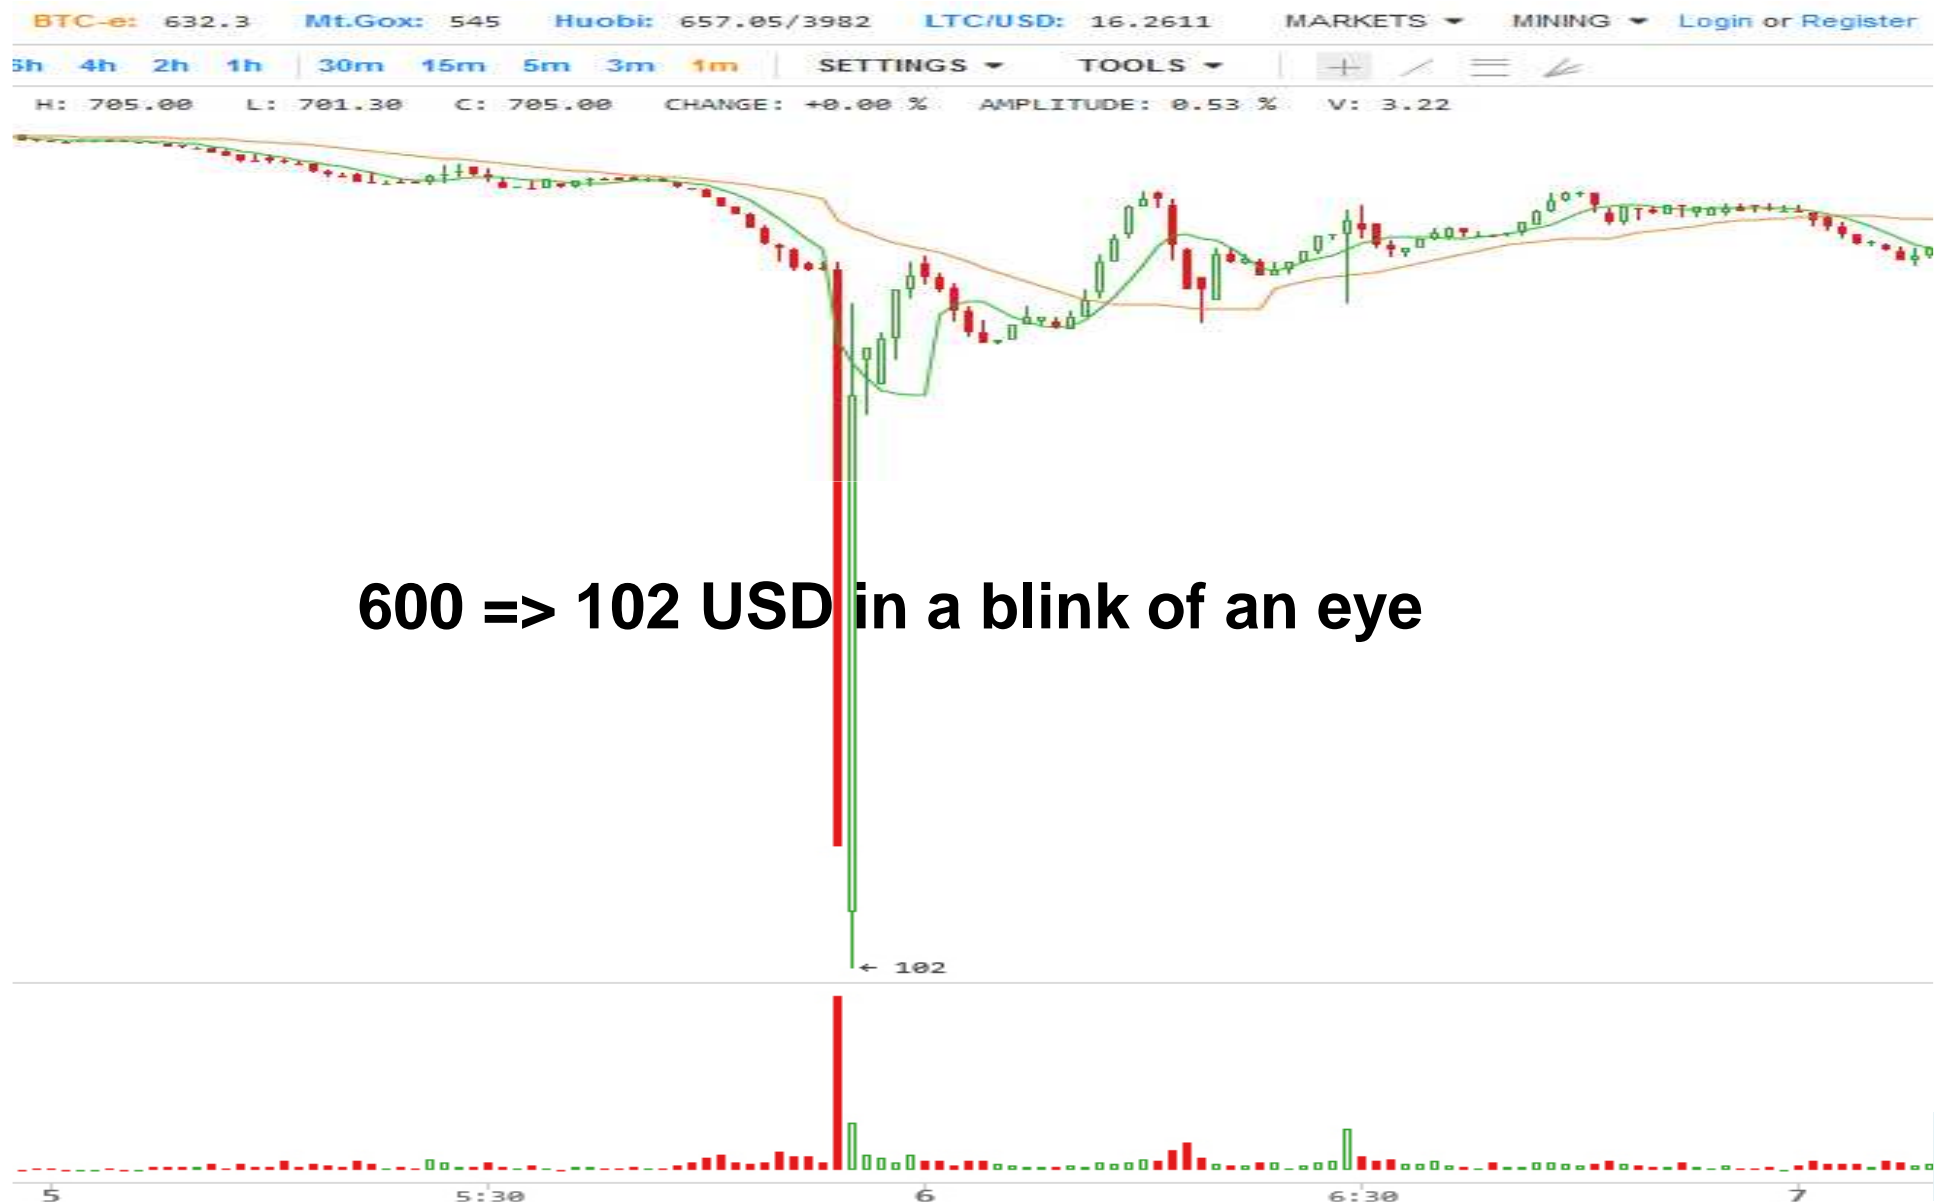 BTC-e: 632.3 Mt.Gox: 545 Huobi: 657.05/3982 LTC/USD: 16.2611 MARKETS MINING Login or Register
4h 2h 1h 30m 15m 5m 3m 1m SETTINGS TOOLS
H: 705.00 L: 701.30 C: 705.00 CHANGE: +0.00 % AMPLITUDE: 0.53 % V: 3.22
600 => 102 USD in a blink of an eye
← 102
5 5:30 6 6:30 7